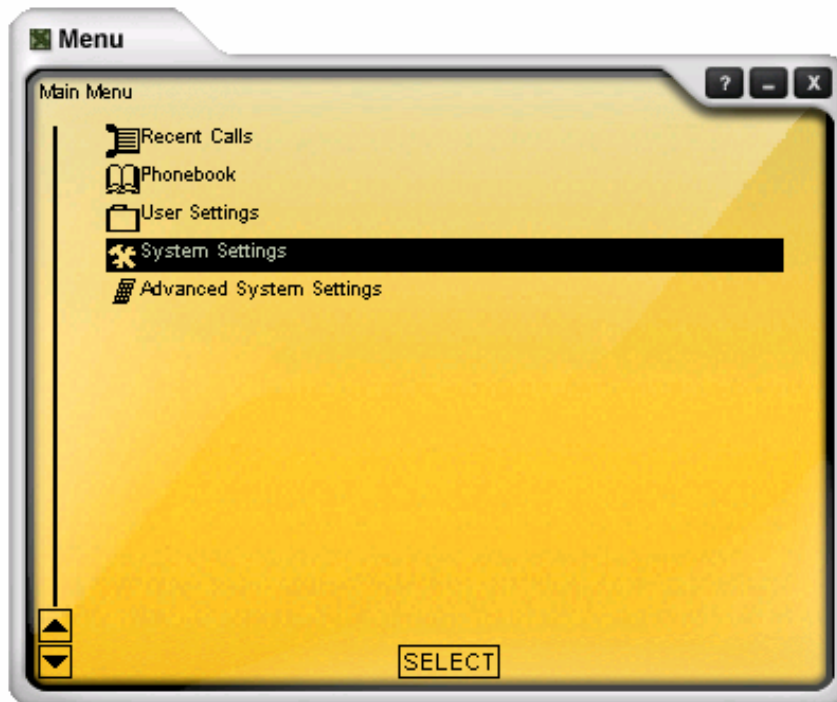 Menu
Main Menu
?
X
Recent Calls
Phonebook
User Settings
System Settings
Advanced System Settings
SELECT